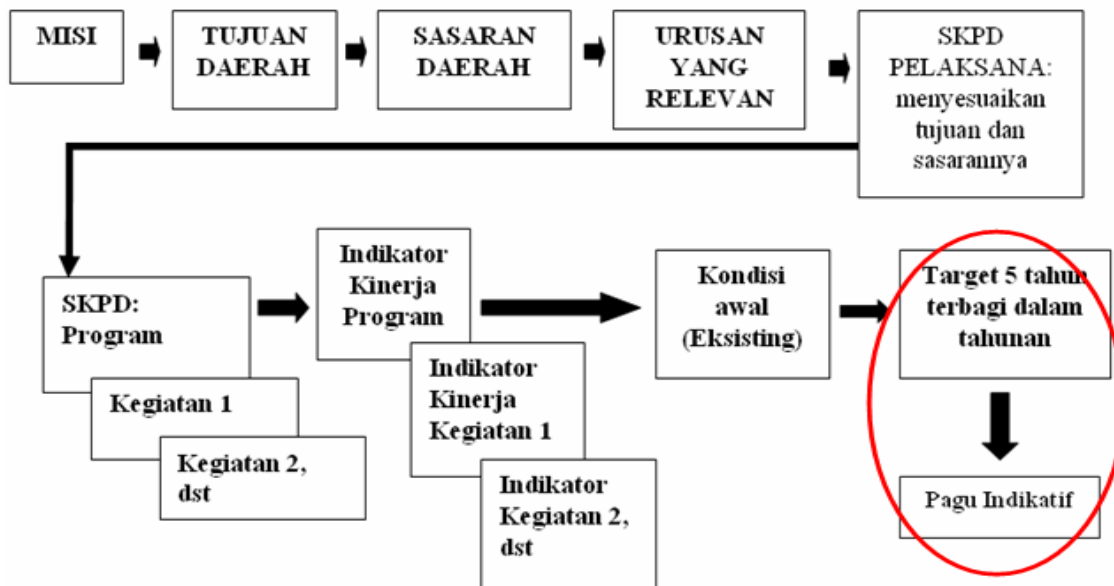 MISI
TUJUAN
DAERAH
SASARAN
DAERAH
URUSAN
YANG
RELEVAN
SKPD
PELAKSANA:
menyesuaikan
tujuan dan
sasarannya
SKPD:
Program
Kegiatan 1
Kegiatan 2,
dst
Indikator
Kinerja
Program
Indikator
Kinerja
Kegiatan 1
Indikator
Kegiatan 2,
dst
Kondisi
awal
(Eksisting)
Target 5 tahun
terbagi dalam
tahunan
Pagu Indikatif